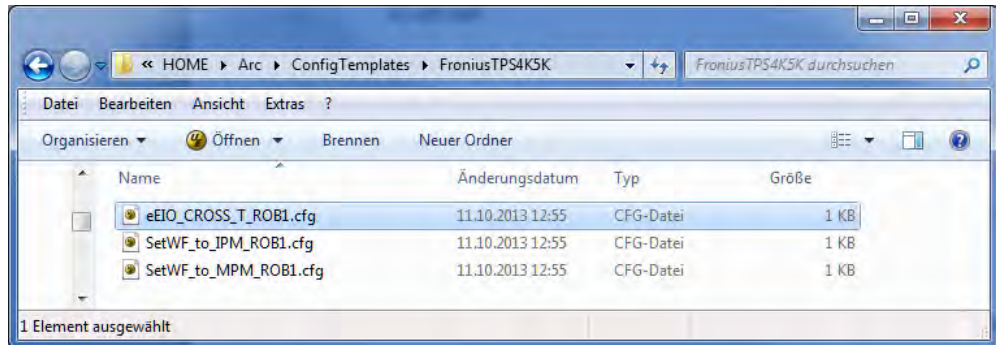 « HOME ▸ Arc ▸ ConfigTemplates ▸ FroniusTPS4K5K FroniusTPS4K5K durchsuchen
Datei Bearbeiten Ansicht Extras ?
Organisieren Öffnen Brennen Neuer Ordner
Name Änderungsdatum Typ Größe
eEIO_CROSS_T_ROB1.cfg 11.10.2013 12:55 CFG-Datei 1 KB
SetWF_to_IPM_ROB1.cfg 11.10.2013 12:55 CFG-Datei 1 KB
SetWF_to_MPM_ROB1.cfg 11.10.2013 12:55 CFG-Datei 1 KB
1 Element ausgewählt